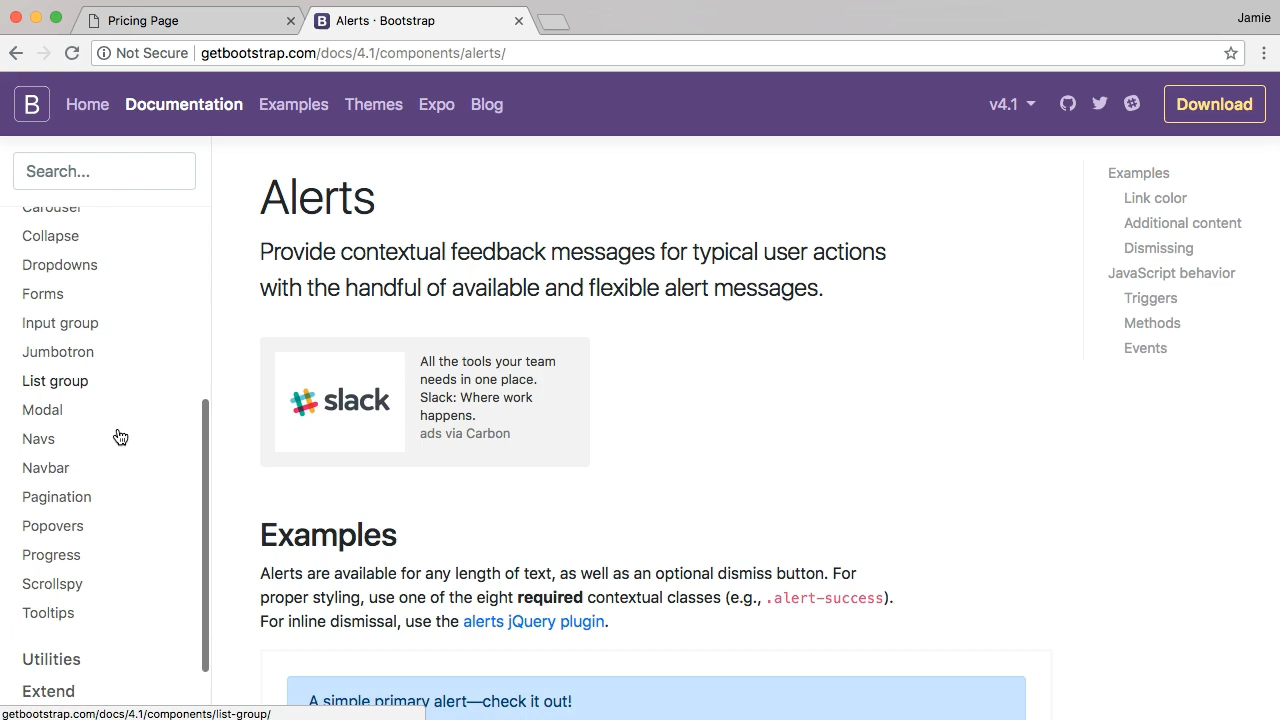 Pricing Page
Alerts · Bootstrap
Jamie
Not Secure
getbootstrap.com/docs/4.1/components/alerts/
B
Home
Documentation
Examples
Themes
Expo
Blog
v4.1
Download
Search...
Carousel
Collapse
Dropdowns
Forms
Input group
Jumbotron
List group
Modal
Navs
Navbar
Pagination
Popovers
Progress
Scrollspy
Tooltips
Utilities
Extend
Alerts
Provide contextual feedback messages for typical user actions
with the handful of available and flexible alert messages.
slack
All the tools your team
needs in one place.
Slack: Where work
happens.
ads via Carbon
Examples
Alerts are available for any length of text, as well as an optional dismiss button. For
proper styling, use one of the eight required contextual classes (e.g., .alert-success).
For inline dismissal, use the alerts jQuery plugin.
A simple primary alert—check it out!
Examples
Link color
Additional content
Dismissing
JavaScript behavior
Triggers
Methods
Events
getbootstrap.com/docs/4.1/components/list-group/